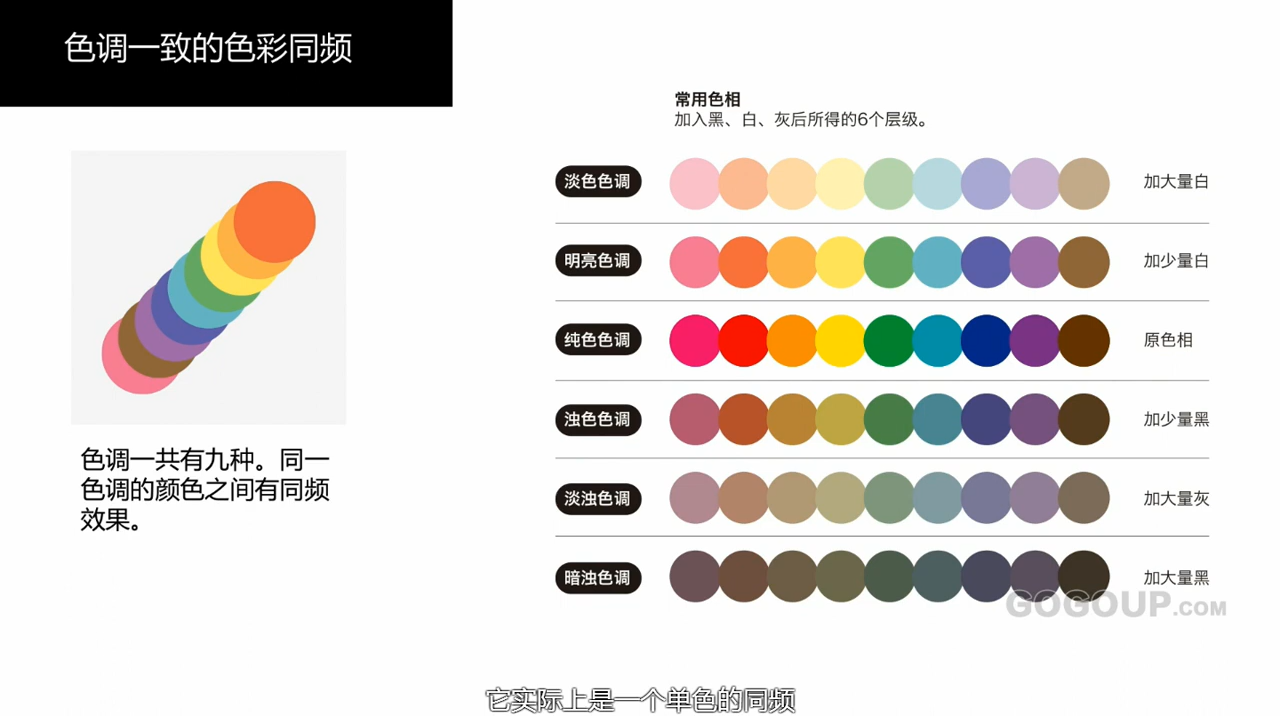 色调一致的色彩同频
常用色相
加入黑、白、灰后所得的6个层级。
淡色色调
加大量白
明亮色调
加少量白
纯色色调
原色相
浊色色调
加少量黑
淡浊色调
加大量灰
暗浊色调
加大量黑
色调一共有九种。同一
色调的颜色之间有同频
效果。
GOGOUP.COM
它实际上是一个单色的同频